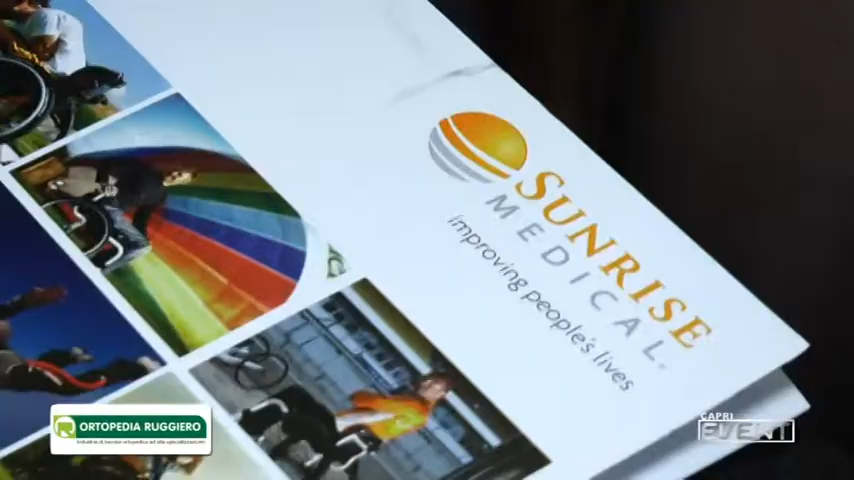 SUNRISE
MEDICAL
improving people's lives
ORTOPEDIA RUGGIERO
CAPRI
EVENT